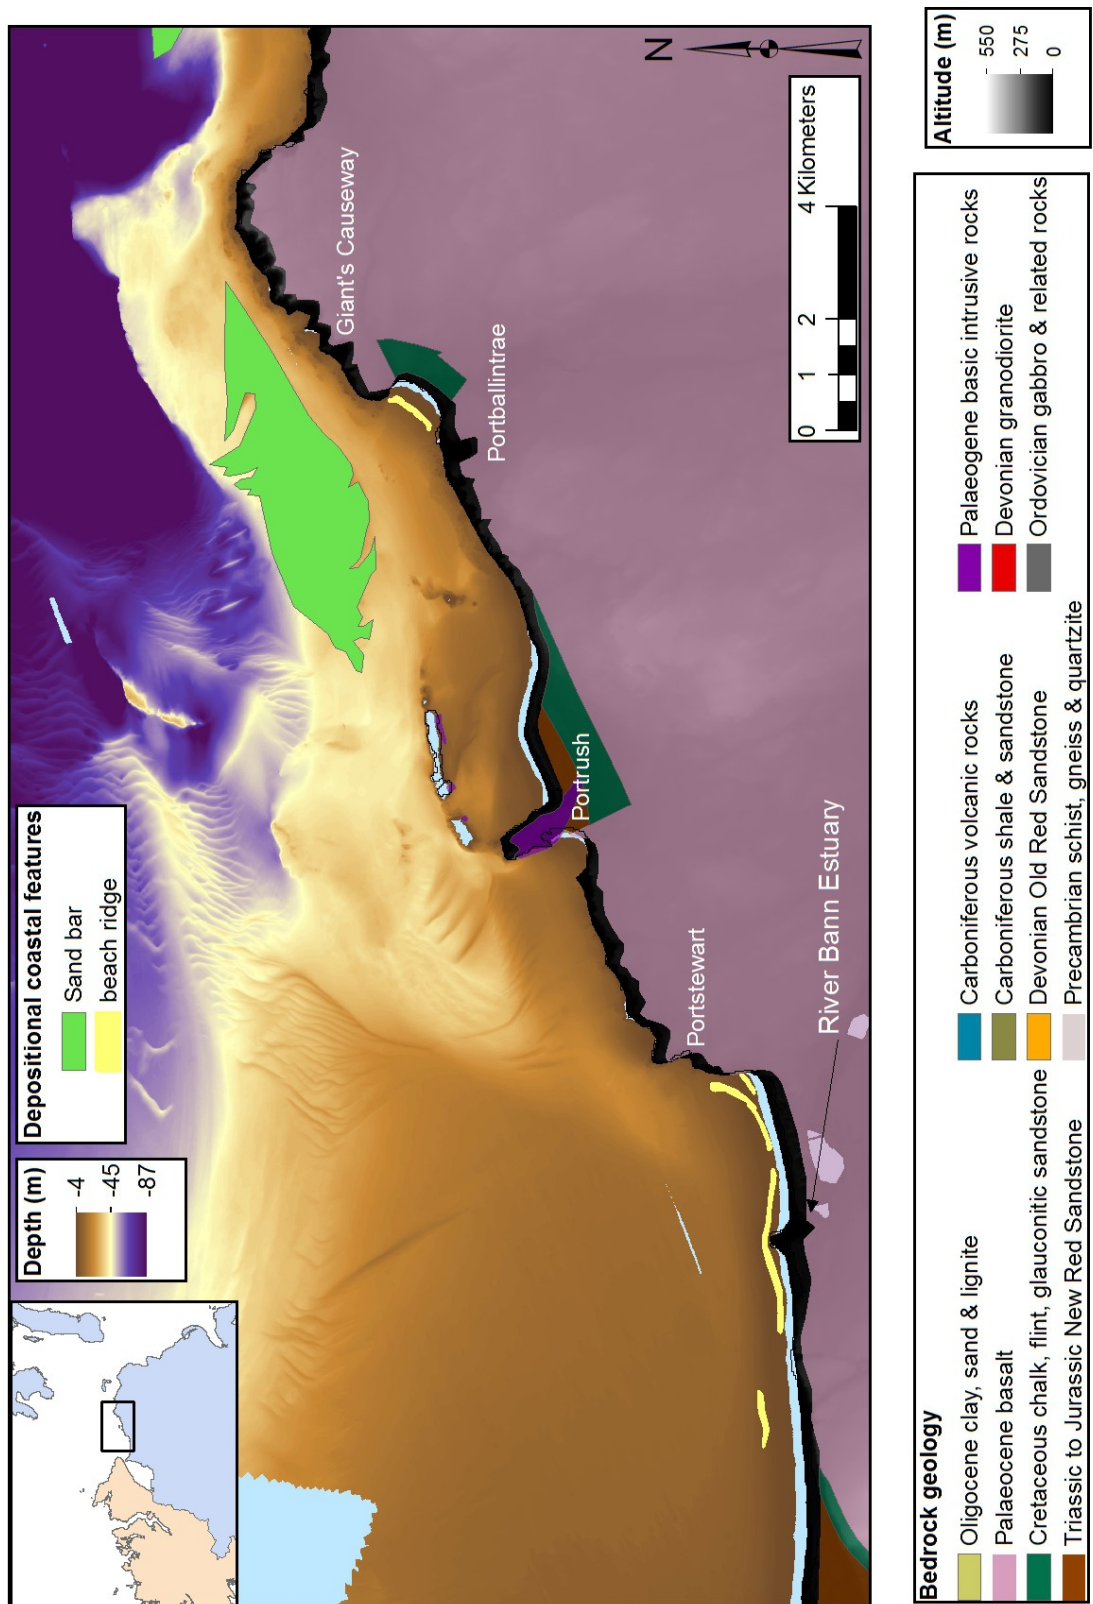 Depth (m)
-4
-45
-87
Depositional coastal features
Sand bar
beach ridge
Giant's Causeway
Portballintrae
Portrush
Portstewart
River Bann Estuary
N
0 1 2 4 Kilometers
Bedrock geology
Oligocene clay, sand & lignite
Palaeocene basalt
Cretaceous chalk, flint, glauconitic sandstone
Triassic to Jurassic New Red Sandstone
Carboniferous volcanic rocks
Carboniferous shale & sandstone
Devonian Old Red Sandstone
Precambrian schist, gneiss & quartzite
Palaeogene basic intrusive rocks
Devonian granodiorite
Ordovician gabbro & related rocks
Altitude (m)
550
275
0